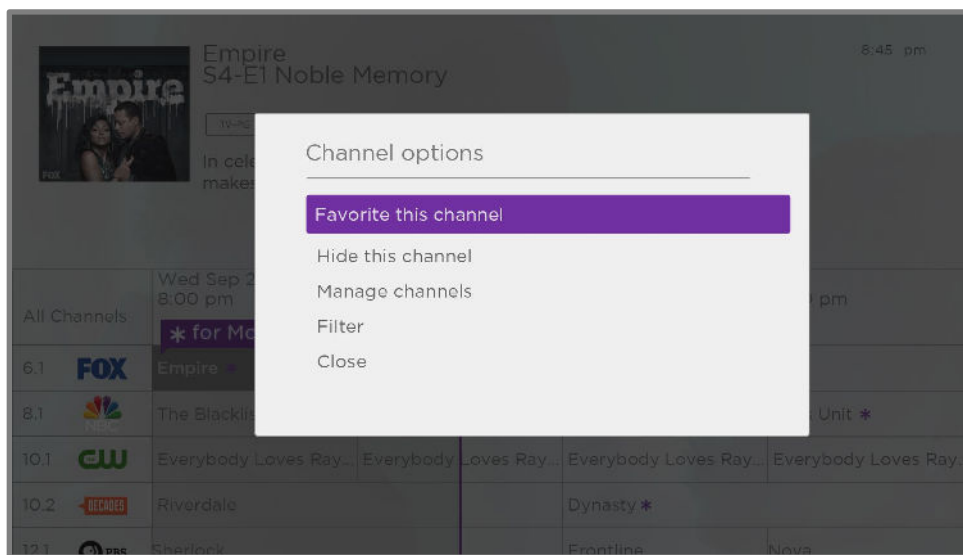 Empire
S4-E1 Noble Memory
8:45 pm
Empire
FOX
In cele
makes
Channel options
Favorite this channel
Hide this channel
Manage channels
Filter
Close
All Channels
Wed Sep 2
8:00 pm
pm
* for Mo
6.1 FOX Empire *
8.1 NBC The Blacklis
Unit *
10.1 CW Everybody Loves Ray... Everybody Loves Ray... Everybody Loves Ray... Everybody Loves Ray.
10.2 DECADES Riverdale Dynasty *
12.1 PBS Sherlock Frontline Nova